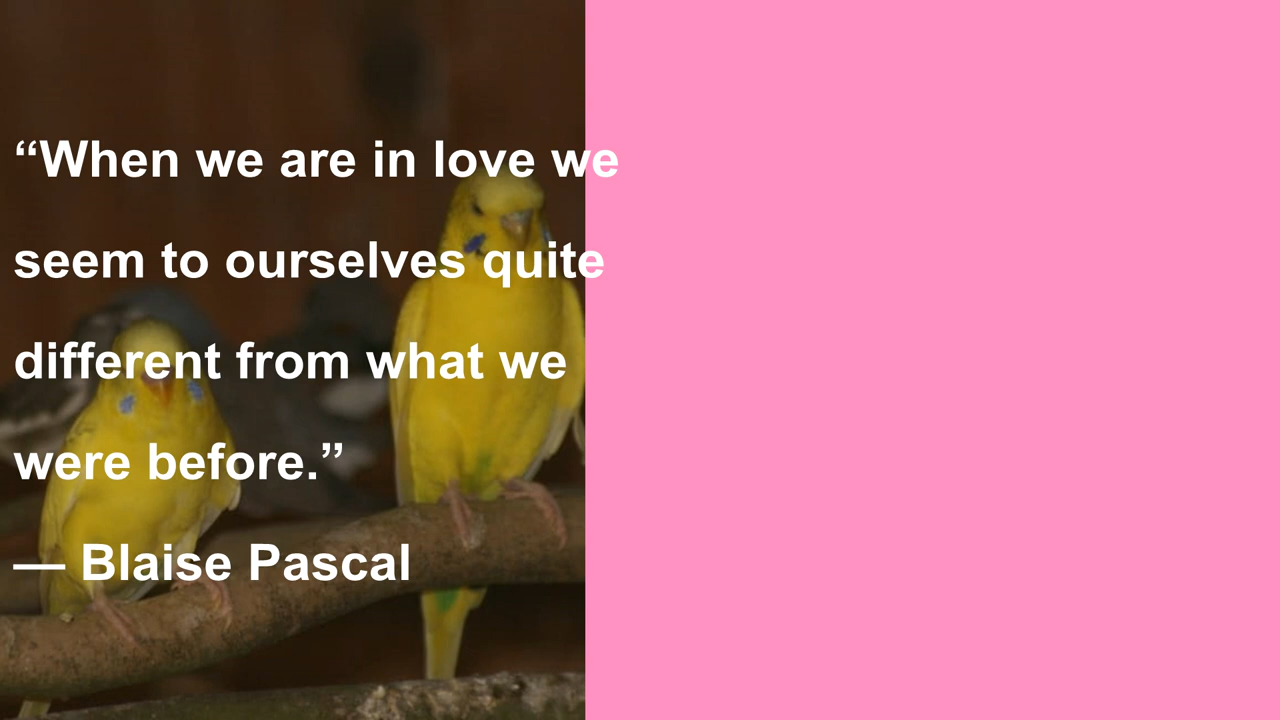 “When we are in love we
seem to ourselves quite
different from what we
were before.”
— Blaise Pascal